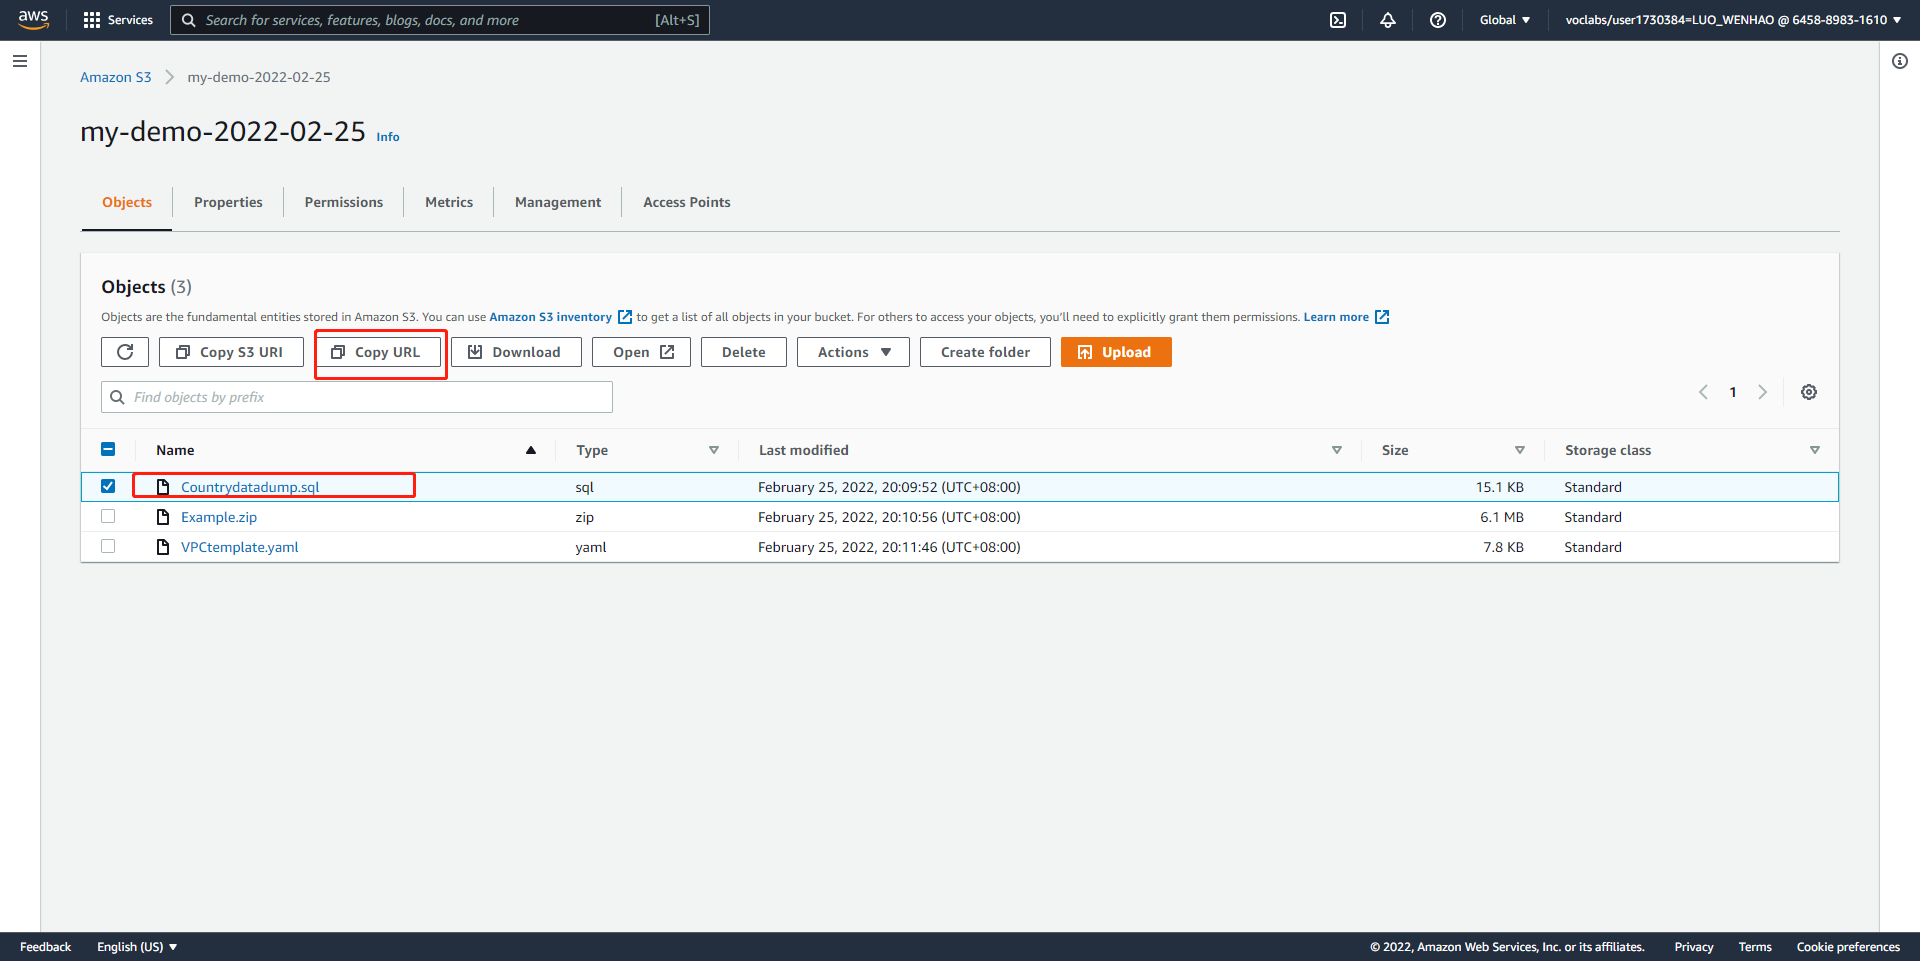 aws Services Search for services, features, blogs, docs, and more [Alt+S] Global voclabs/user1730384=LUO_WENHAO @ 6458-8983-1610
Amazon S3 my-demo-2022-02-25
my-demo-2022-02-25 Info
Objects Properties Permissions Metrics Management Access Points
Objects (3)
Objects are the fundamental entities stored in Amazon S3. You can use Amazon S3 inventory to get a list of all objects in your bucket. For others to access your objects, you'll need to explicitly grant them permissions. Learn more
Copy S3 URI Copy URL Download Open Delete Actions Create folder Upload
Find objects by prefix 1
Name Type Last modified Size Storage class
Countrydatadump.sql sql February 25, 2022, 20:09:52 (UTC+08:00) 15.1 KB Standard
Example.zip zip February 25, 2022, 20:10:56 (UTC+08:00) 6.1 MB Standard
VPCtemplate.yaml yaml February 25, 2022, 20:11:46 (UTC+08:00) 7.8 KB Standard
Feedback English (US) © 2022, Amazon Web Services, Inc. or its affiliates. Privacy Terms Cookie preferences